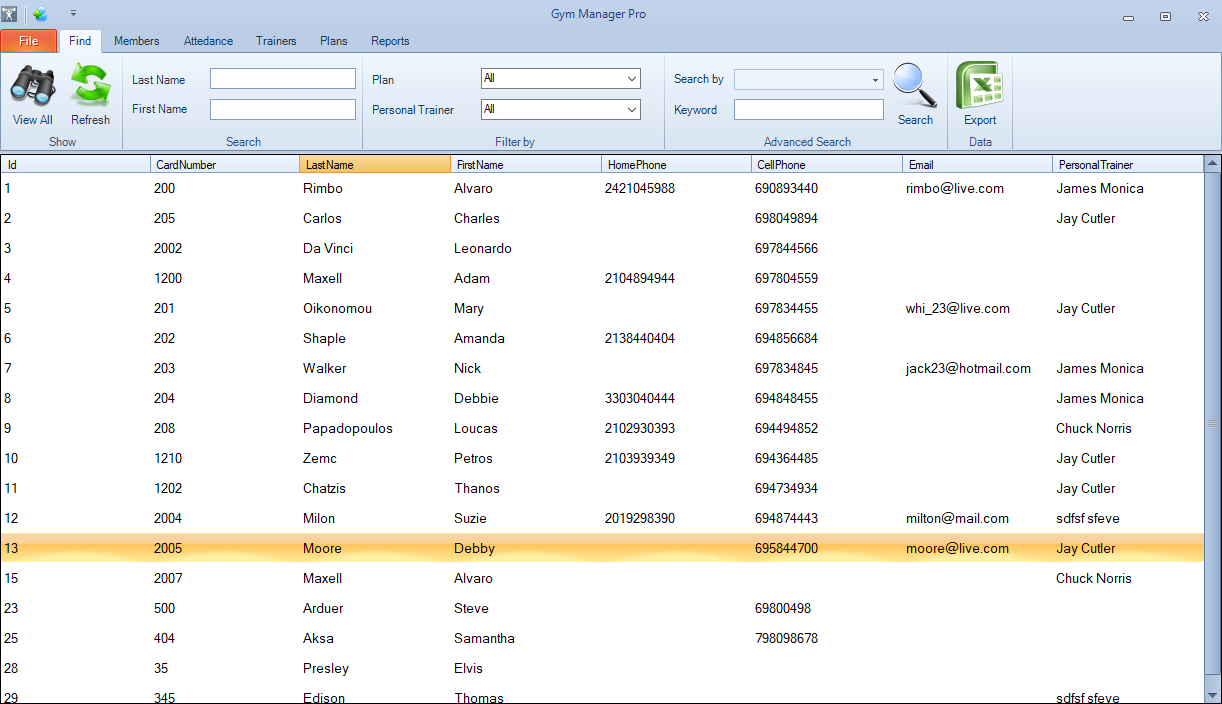 Gym Manager Pro
File Find Members Attedance Trainers Plans Reports
View All Refresh
Show
Last Name
First Name
Search
Plan All
Personal Trainer All
Filter by
Search by
Keyword
Search
Advanced Search
Export
Data
Id CardNumber LastName FirstName HomePhone CellPhone Email PersonalTrainer
1 200 Rimbo Alvaro 2421045988 690893440 rimbo@live.com James Monica
2 205 Carlos Charles 698049894 Jay Cutler
3 2002 Da Vinci Leonardo 697844566
4 1200 Maxell Adam 2104894944 697804559
5 201 Oikonomou Mary 697834455 whi_23@live.com Jay Cutler
6 202 Shaple Amanda 2138440404 694856684
7 203 Walker Nick 697834845 jack23@hotmail.com James Monica
8 204 Diamond Debbie 3303040444 694848455 James Monica
9 208 Papadopoulos Loucas 2102930393 694494852 Chuck Norris
10 1210 Zemc Petros 2103939349 694364485 Jay Cutler
11 1202 Chatzis Thanos 694734934 Jay Cutler
12 2004 Milon Suzie 2019298390 694874443 milton@mail.com sdfsf sfeve
13 2005 Moore Debby 695844700 moore@live.com Jay Cutler
15 2007 Maxell Alvaro Chuck Norris
23 500 Arduer Steve 69800498
25 404 Aksa Samantha 798098678
28 35 Presley Elvis
29 345 Edison Thomas sdfsf sfeve